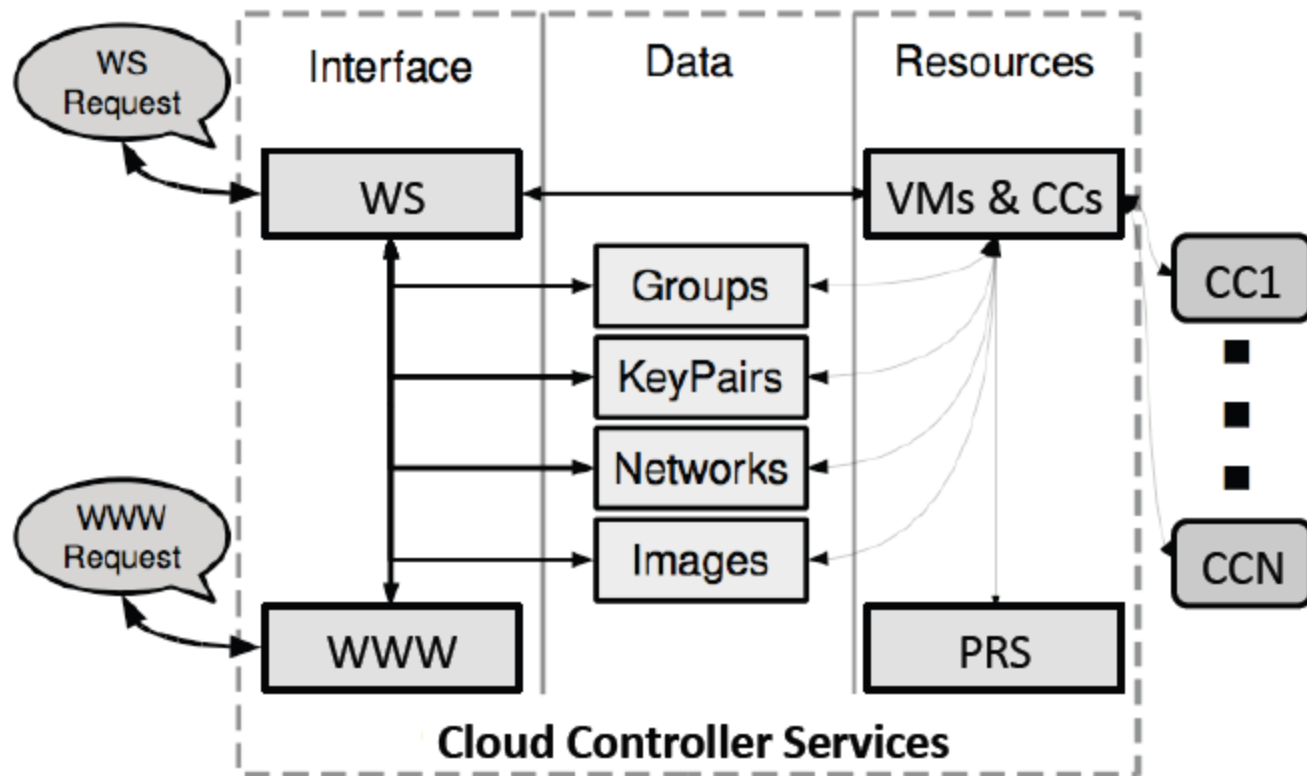 WS
Request
Interface
Data
Resources
WS
VMs & CCs
Groups
CC1
KeyPairs
Networks
WWW
Request
Images
CCN
WWW
PRS
Cloud Controller Services